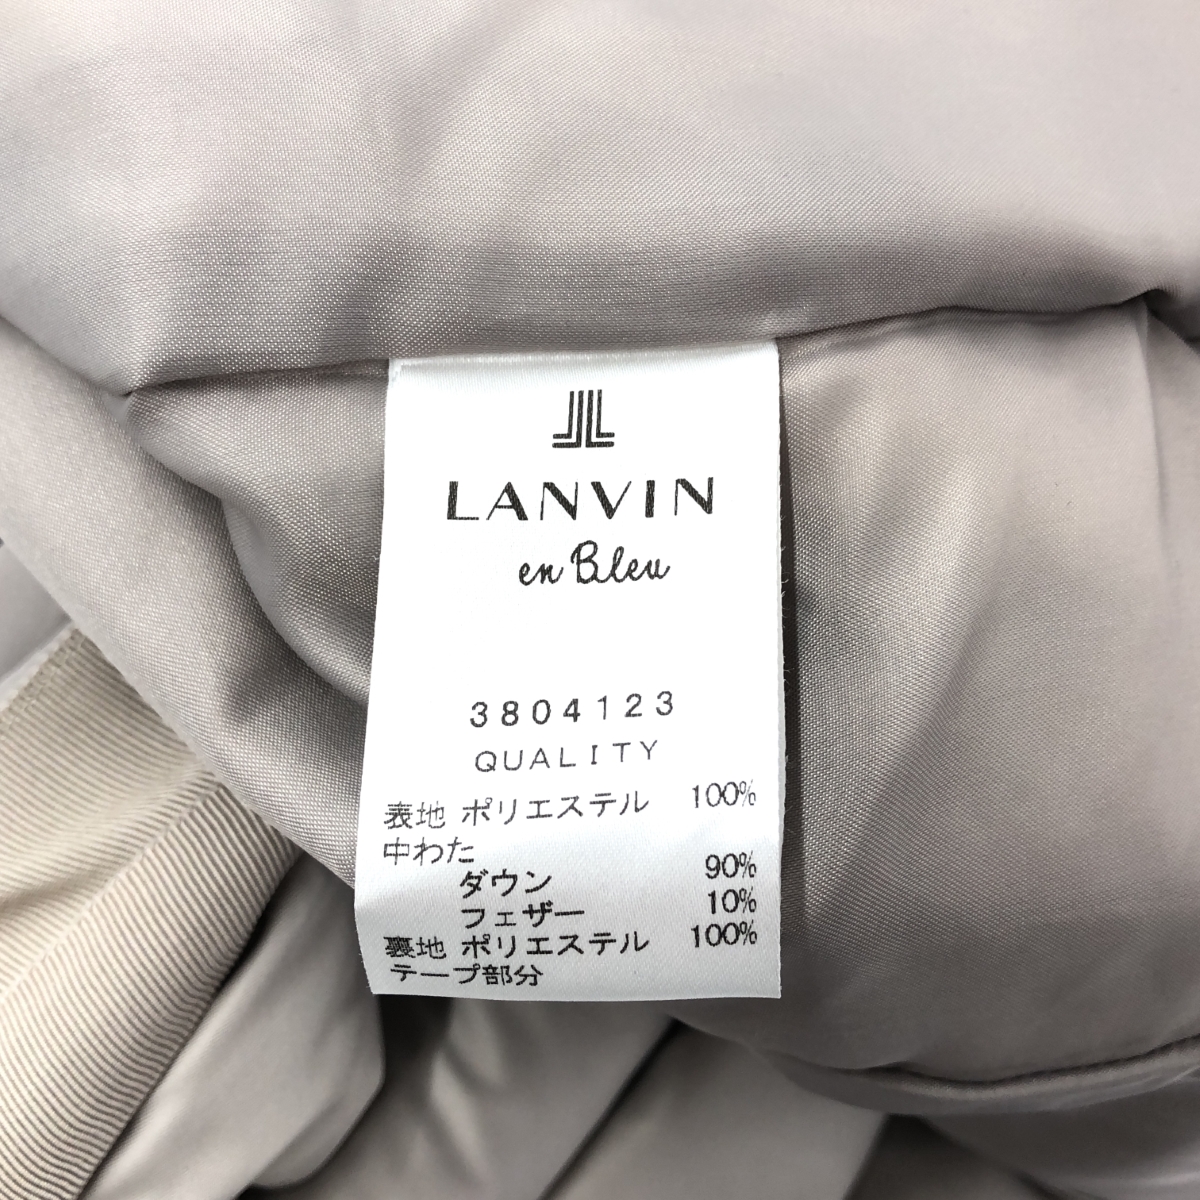 LANVIN
en Bleu
3804123
QUALITY
表地 ポリエステル 100%
中わた
ダウン 90%
フェザー 10%
裏地 ポリエステル 100%
テープ部分